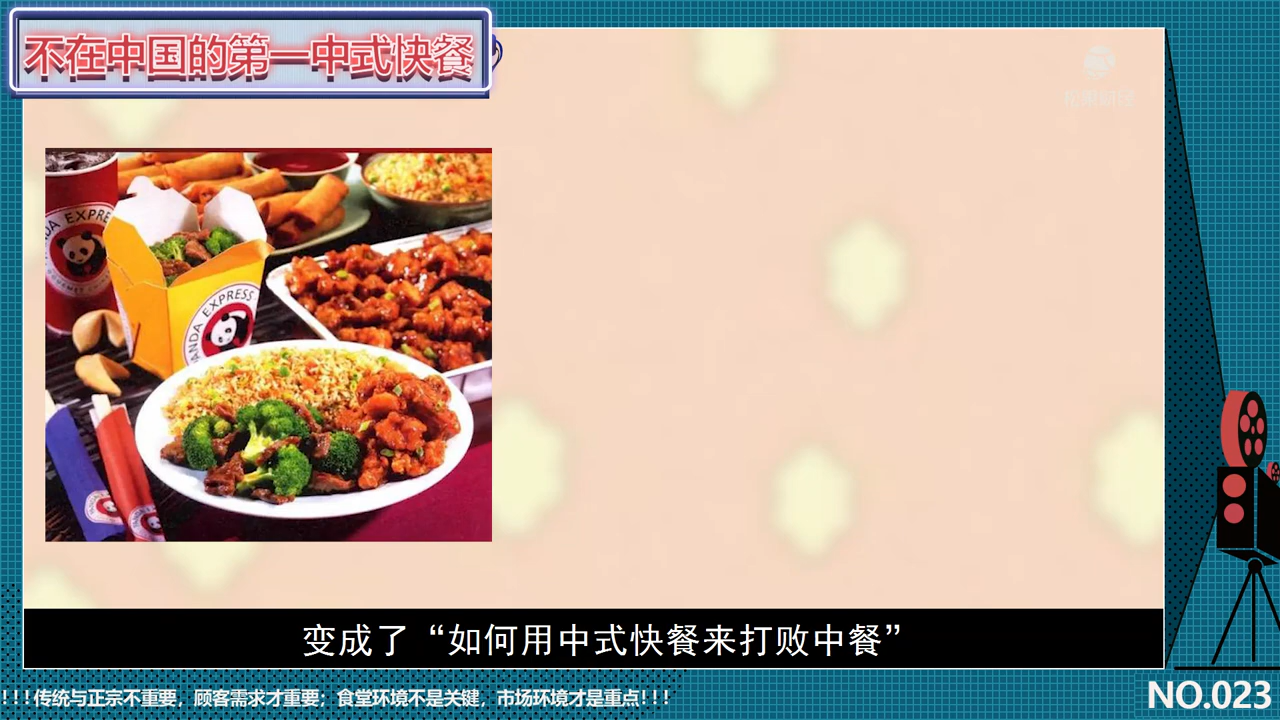 不在中国的第一中式快餐
PANDA EXPRESS
变成了“如何用中式快餐来打败中餐”
!!!传统与正宗不重要，顾客需求才重要；食堂环境不是关键，市场环境才是重点!!!
NO.023